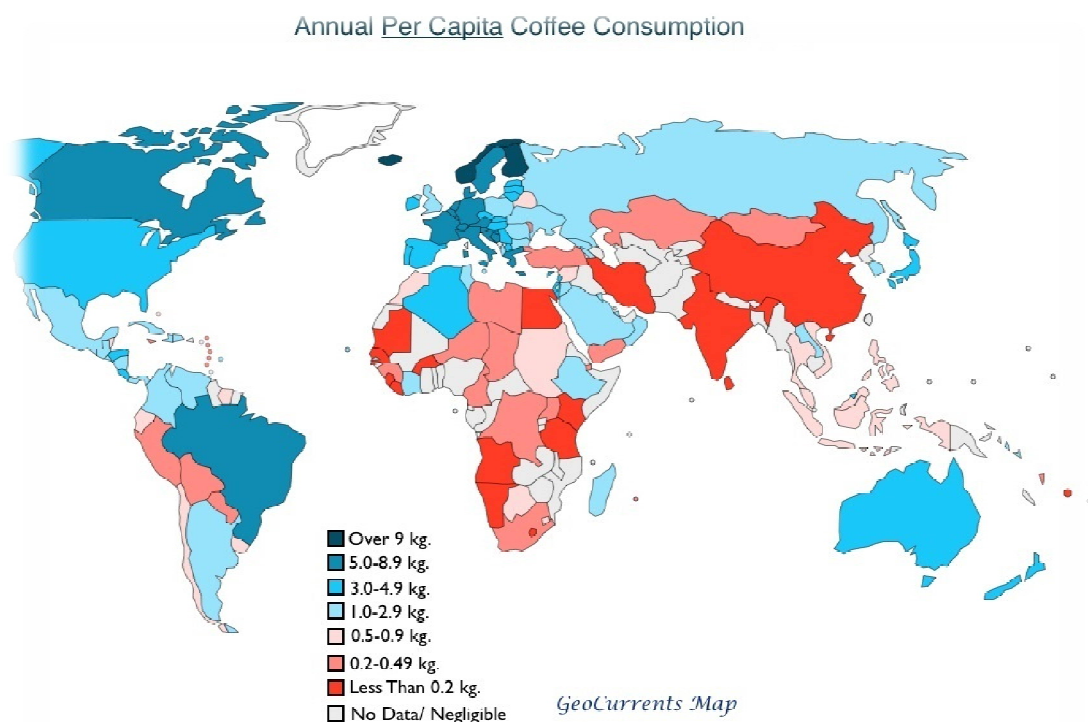 Annual Per Capita Coffee Consumption
Over 9 kg.
5.0-8.9 kg.
3.0-4.9 kg.
1.0-2.9 kg.
0.5-0.9 kg.
0.2-0.49 kg.
Less Than 0.2 kg.
No Data/ Negligible
GeoCurrents Map